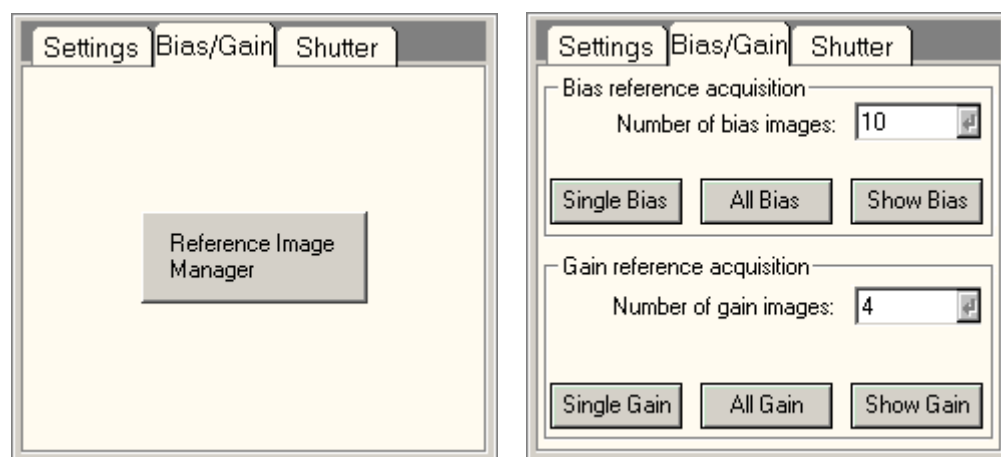 Settings Bias/Gain Shutter
Reference Image
Manager
Settings Bias/Gain Shutter
Bias reference acquisition
Number of bias images: 10
Single Bias All Bias Show Bias
Gain reference acquisition
Number of gain images: 4
Single Gain All Gain Show Gain